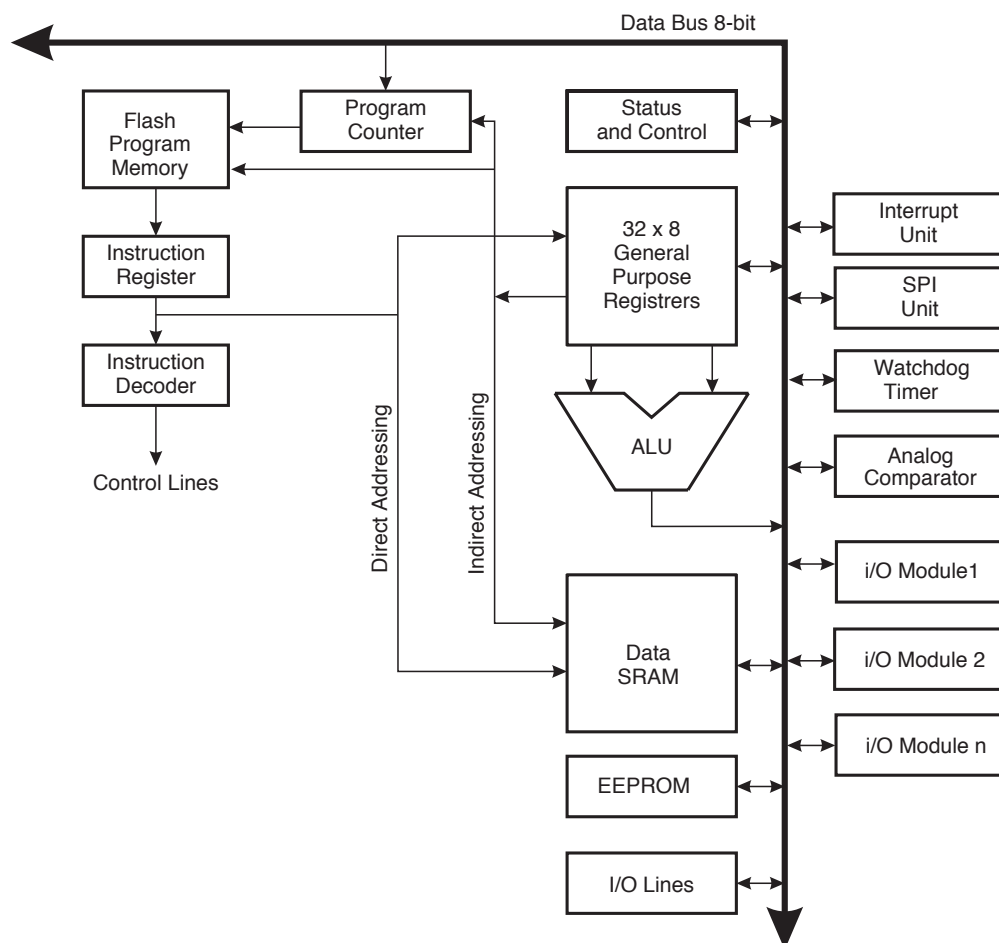 Data Bus 8-bit
Flash
Program
Memory
Program
Counter
Status
and Control
32 x 8
General
Purpose
Registrers
Interrupt
Unit
Instruction
Register
SPI
Unit
Instruction
Decoder
Watchdog
Timer
Direct Addressing
Indirect Addressing
ALU
Analog
Comparator
Control Lines
i/O Module1
Data
SRAM
i/O Module 2
i/O Module n
EEPROM
I/O Lines